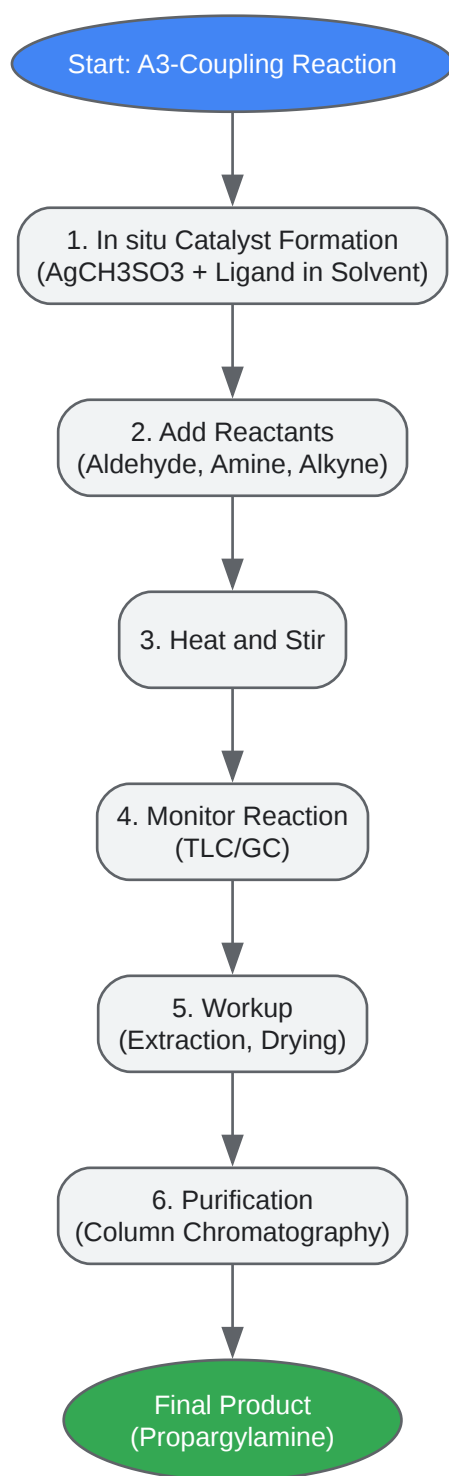 Start: A3-Coupling Reaction
1. In situ Catalyst Formation
(AgCH3SO3 + Ligand in Solvent)
2. Add Reactants
(Aldehyde, Amine, Alkyne)
3. Heat and Stir
4. Monitor Reaction
(TLC/GC)
5. Workup
(Extraction, Drying)
6. Purification
(Column Chromatography)
Final Product
(Propargylamine)